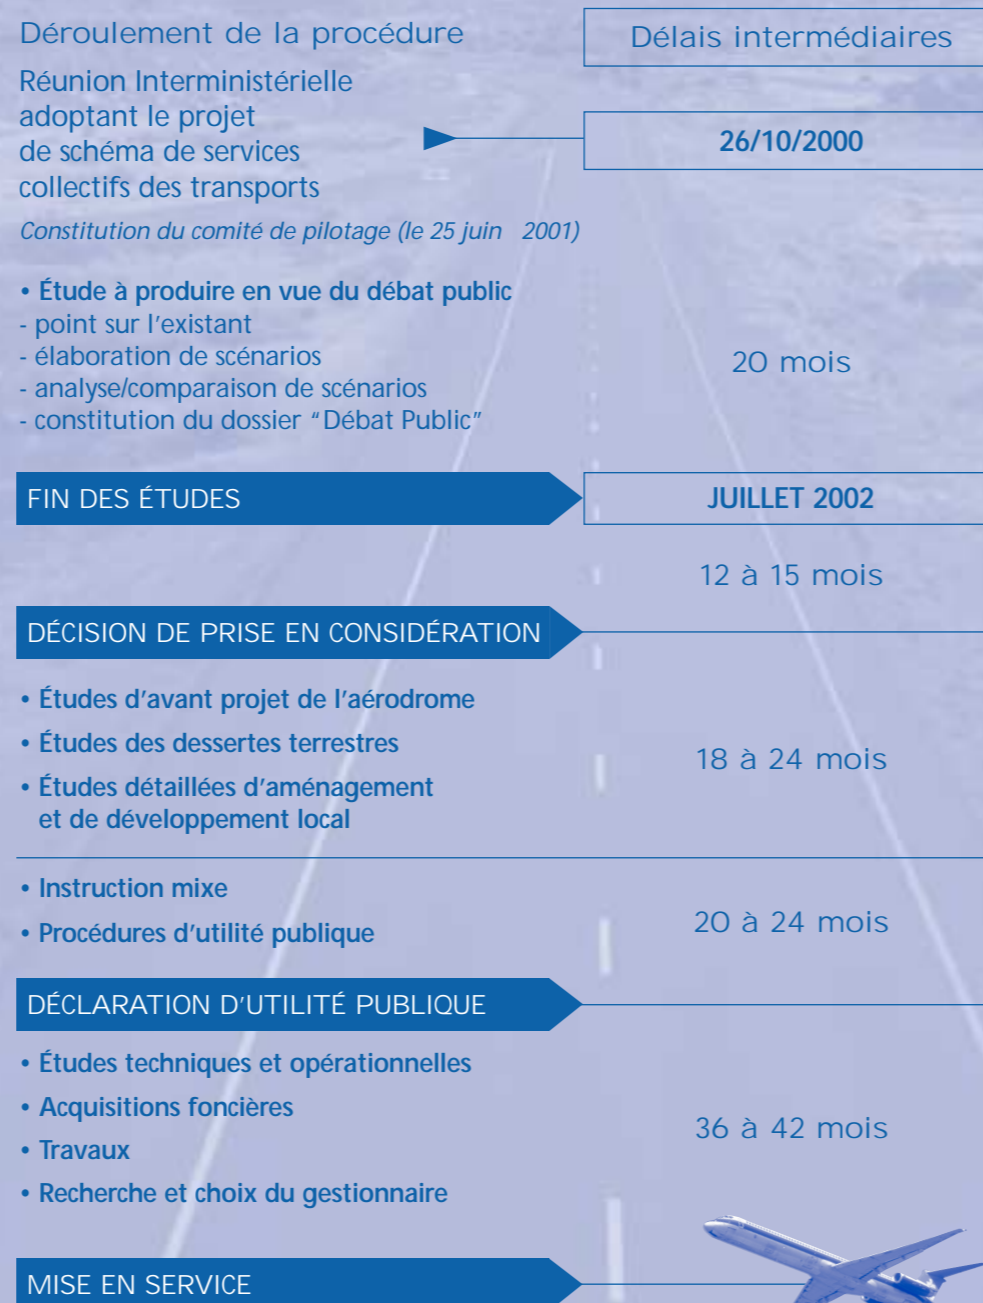 Déroulement de la procédure
Délais intermédiaires
Réunion Interministérielle
adoptant le projet
de schéma de services
collectifs des transports
26/10/2000
Constitution du comité de pilotage (le 25 juin 2001)
• Étude à produire en vue du débat public
- point sur l'existant
- élaboration de scénarios
- analyse/comparaison de scénarios
- constitution du dossier "Débat Public"
20 mois
FIN DES ÉTUDES
JUILLET 2002
12 à 15 mois
DÉCISION DE PRISE EN CONSIDÉRATION
• Études d'avant projet de l'aérodrome
• Études des dessertes terrestres
• Études détaillées d'aménagement
et de développement local
18 à 24 mois
• Instruction mixe
• Procédures d'utilité publique
20 à 24 mois
DÉCLARATION D'UTILITÉ PUBLIQUE
• Études techniques et opérationnelles
• Acquisitions foncières
• Travaux
• Recherche et choix du gestionnaire
36 à 42 mois
MISE EN SERVICE